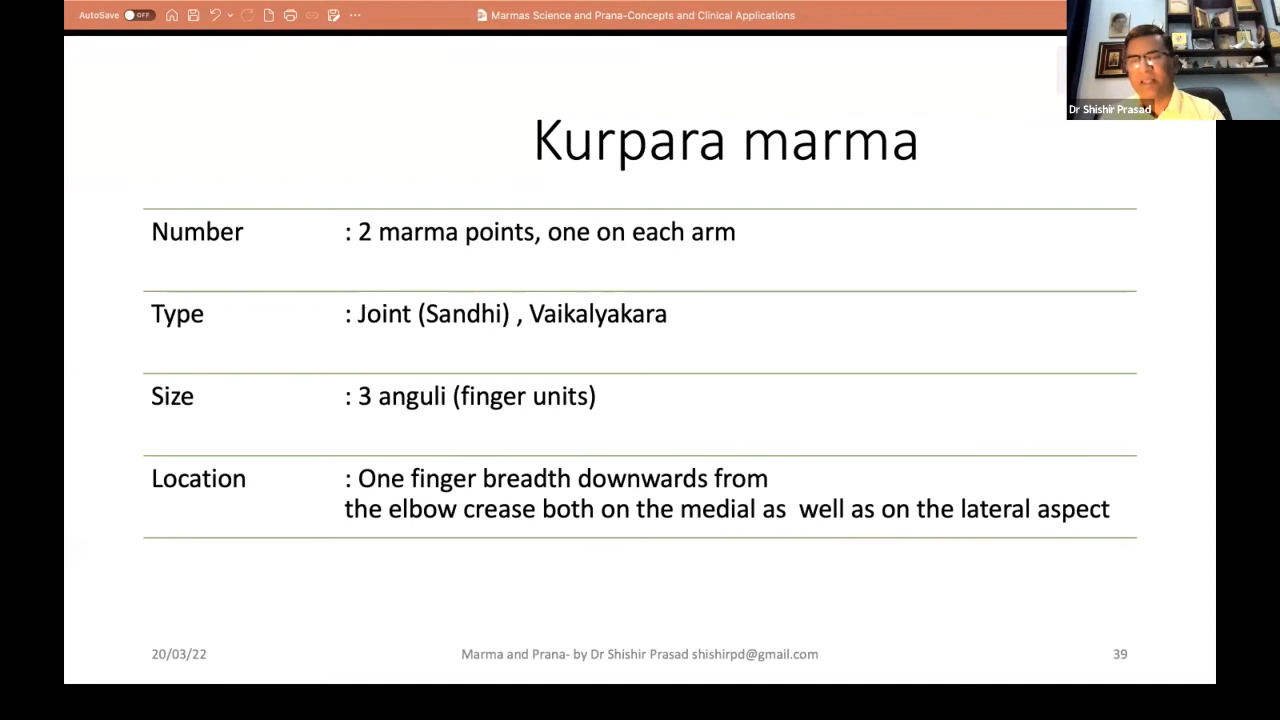 AutoSave OFF
Marmas Science and Prana-Concepts and Clinical Applications
Dr Shishir Prasad
Kurpara marma
Number : 2 marma points, one on each arm
Type : Joint (Sandhi) , Vaikalyakara
Size : 3 anguli (finger units)
Location : One finger breadth downwards from
the elbow crease both on the medial as well as on the lateral aspect
20/03/22 Marma and Prana- by Dr Shishir Prasad shishirpd@gmail.com 39